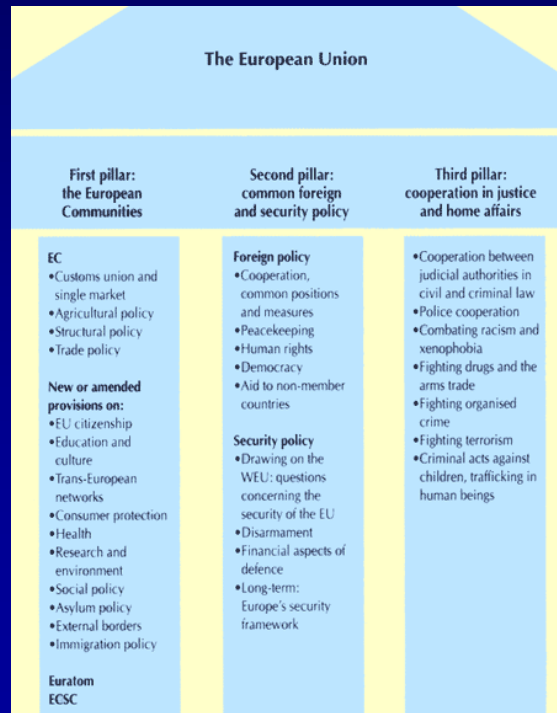 The European Union
First pillar:
the European
Communities
Second pillar:
common foreign
and security policy
Third pillar:
cooperation in justice
and home affairs
EC
•Customs union and
single market
•Agricultural policy
•Structural policy
•Trade policy
New or amended
provisions on:
•EU citizenship
•Education and
culture
•Trans-European
networks
•Consumer protection
•Health
•Research and
environment
•Social policy
•Asylum policy
•External borders
•Immigration policy
Euratom
ECSC
Foreign policy
•Cooperation,
common positions
and measures
•Peacekeeping
•Human rights
•Democracy
•Aid to non-member
countries
Security policy
•Drawing on the
WEU: questions
concerning the
security of the EU
•Disarmament
•Financial aspects of
defence
•Long-term:
Europe's security
framework
•Cooperation between
judicial authorities in
civil and criminal law
•Police cooperation
•Combating racism and
xenophobia
•Fighting drugs and the
arms trade
•Fighting organised
crime
•Fighting terrorism
•Criminal acts against
children, trafficking in
human beings